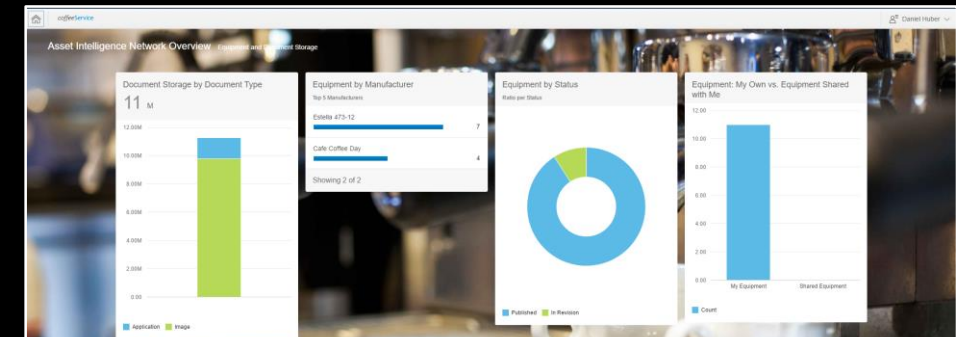 coffeeService
Daniel Huber
Asset Intelligence Network Overview Equipment and Document Storage
Document Storage by Document Type
11 M
12.00M
10.00M
8.00M
6.00M
4.00M
2.00M
0.00
Application
Image
Equipment by Manufacturer
Top 5 Manufacturers
Estella 473-12
7
Cafe Coffee Day
4
Showing 2 of 2
Equipment by Status
Ratio per Status
Published
In Revision
Equipment: My Own vs. Equipment Shared
with Me
12.00
10.00
8.00
6.00
4.00
2.00
0.00
My Equipment
Shared Equipment
Count